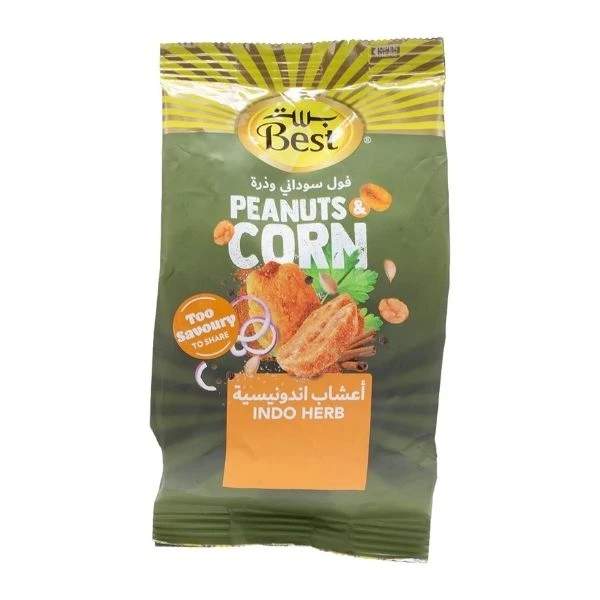 بست
Best
®
فول سوداني وذرة
PEANUTS &
CORN
Too
Savoury
TO SHARE
أعشاب اندونيسية
INDO HERB